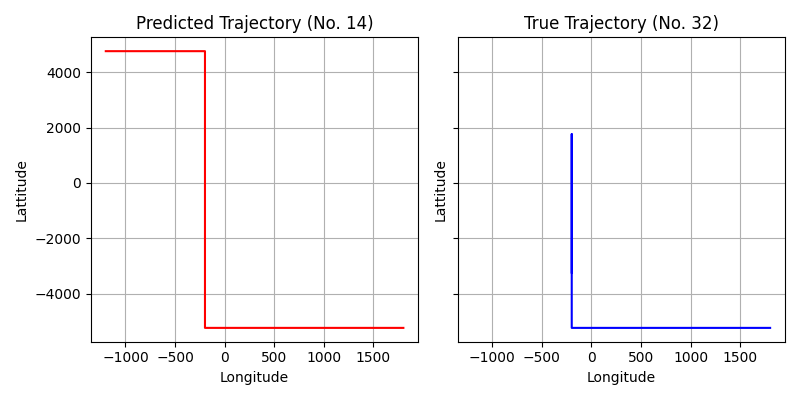 Predicted Trajectory (No. 14)
True Trajectory (No. 32)
Lattitude
4000
2000
0
−2000
−4000
−1000 −500 0 500 1000 1500
Longitude
Lattitude
−1000 −500 0 500 1000 1500
Longitude